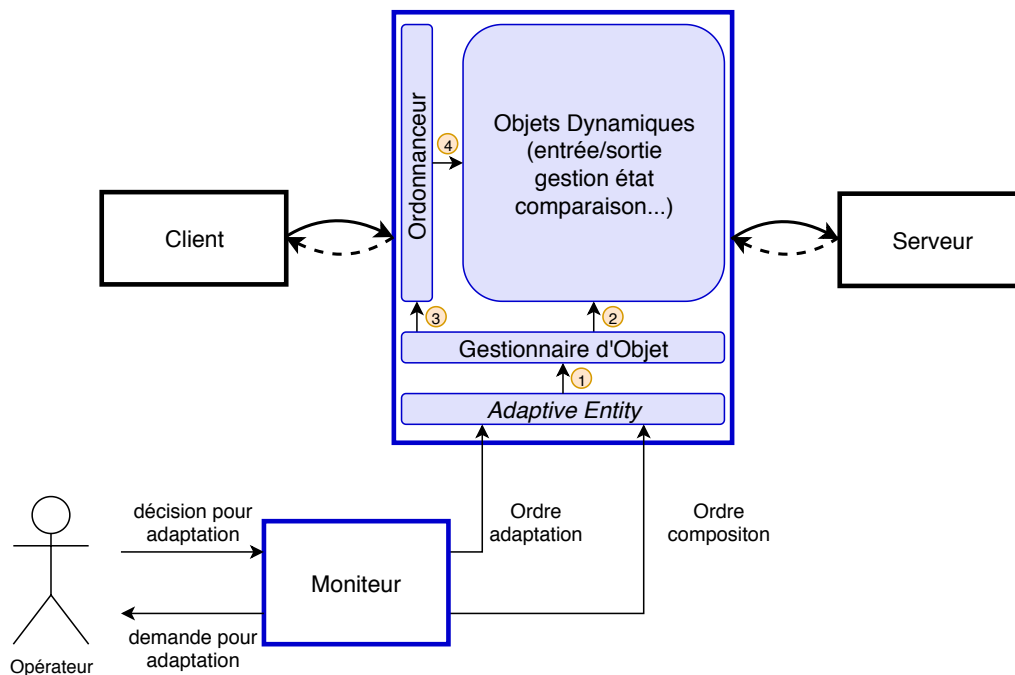 Ordonnanceur
4
Objets Dynamiques
(entrée/sortie
gestion état
comparaison...)
Client
Serveur
3
2
Gestionnaire d'Objet
1
Adaptive Entity
décision pour
adaptation
Ordre
adaptation
Ordre
compositon
Moniteur
demande pour
adaptation
Opérateur